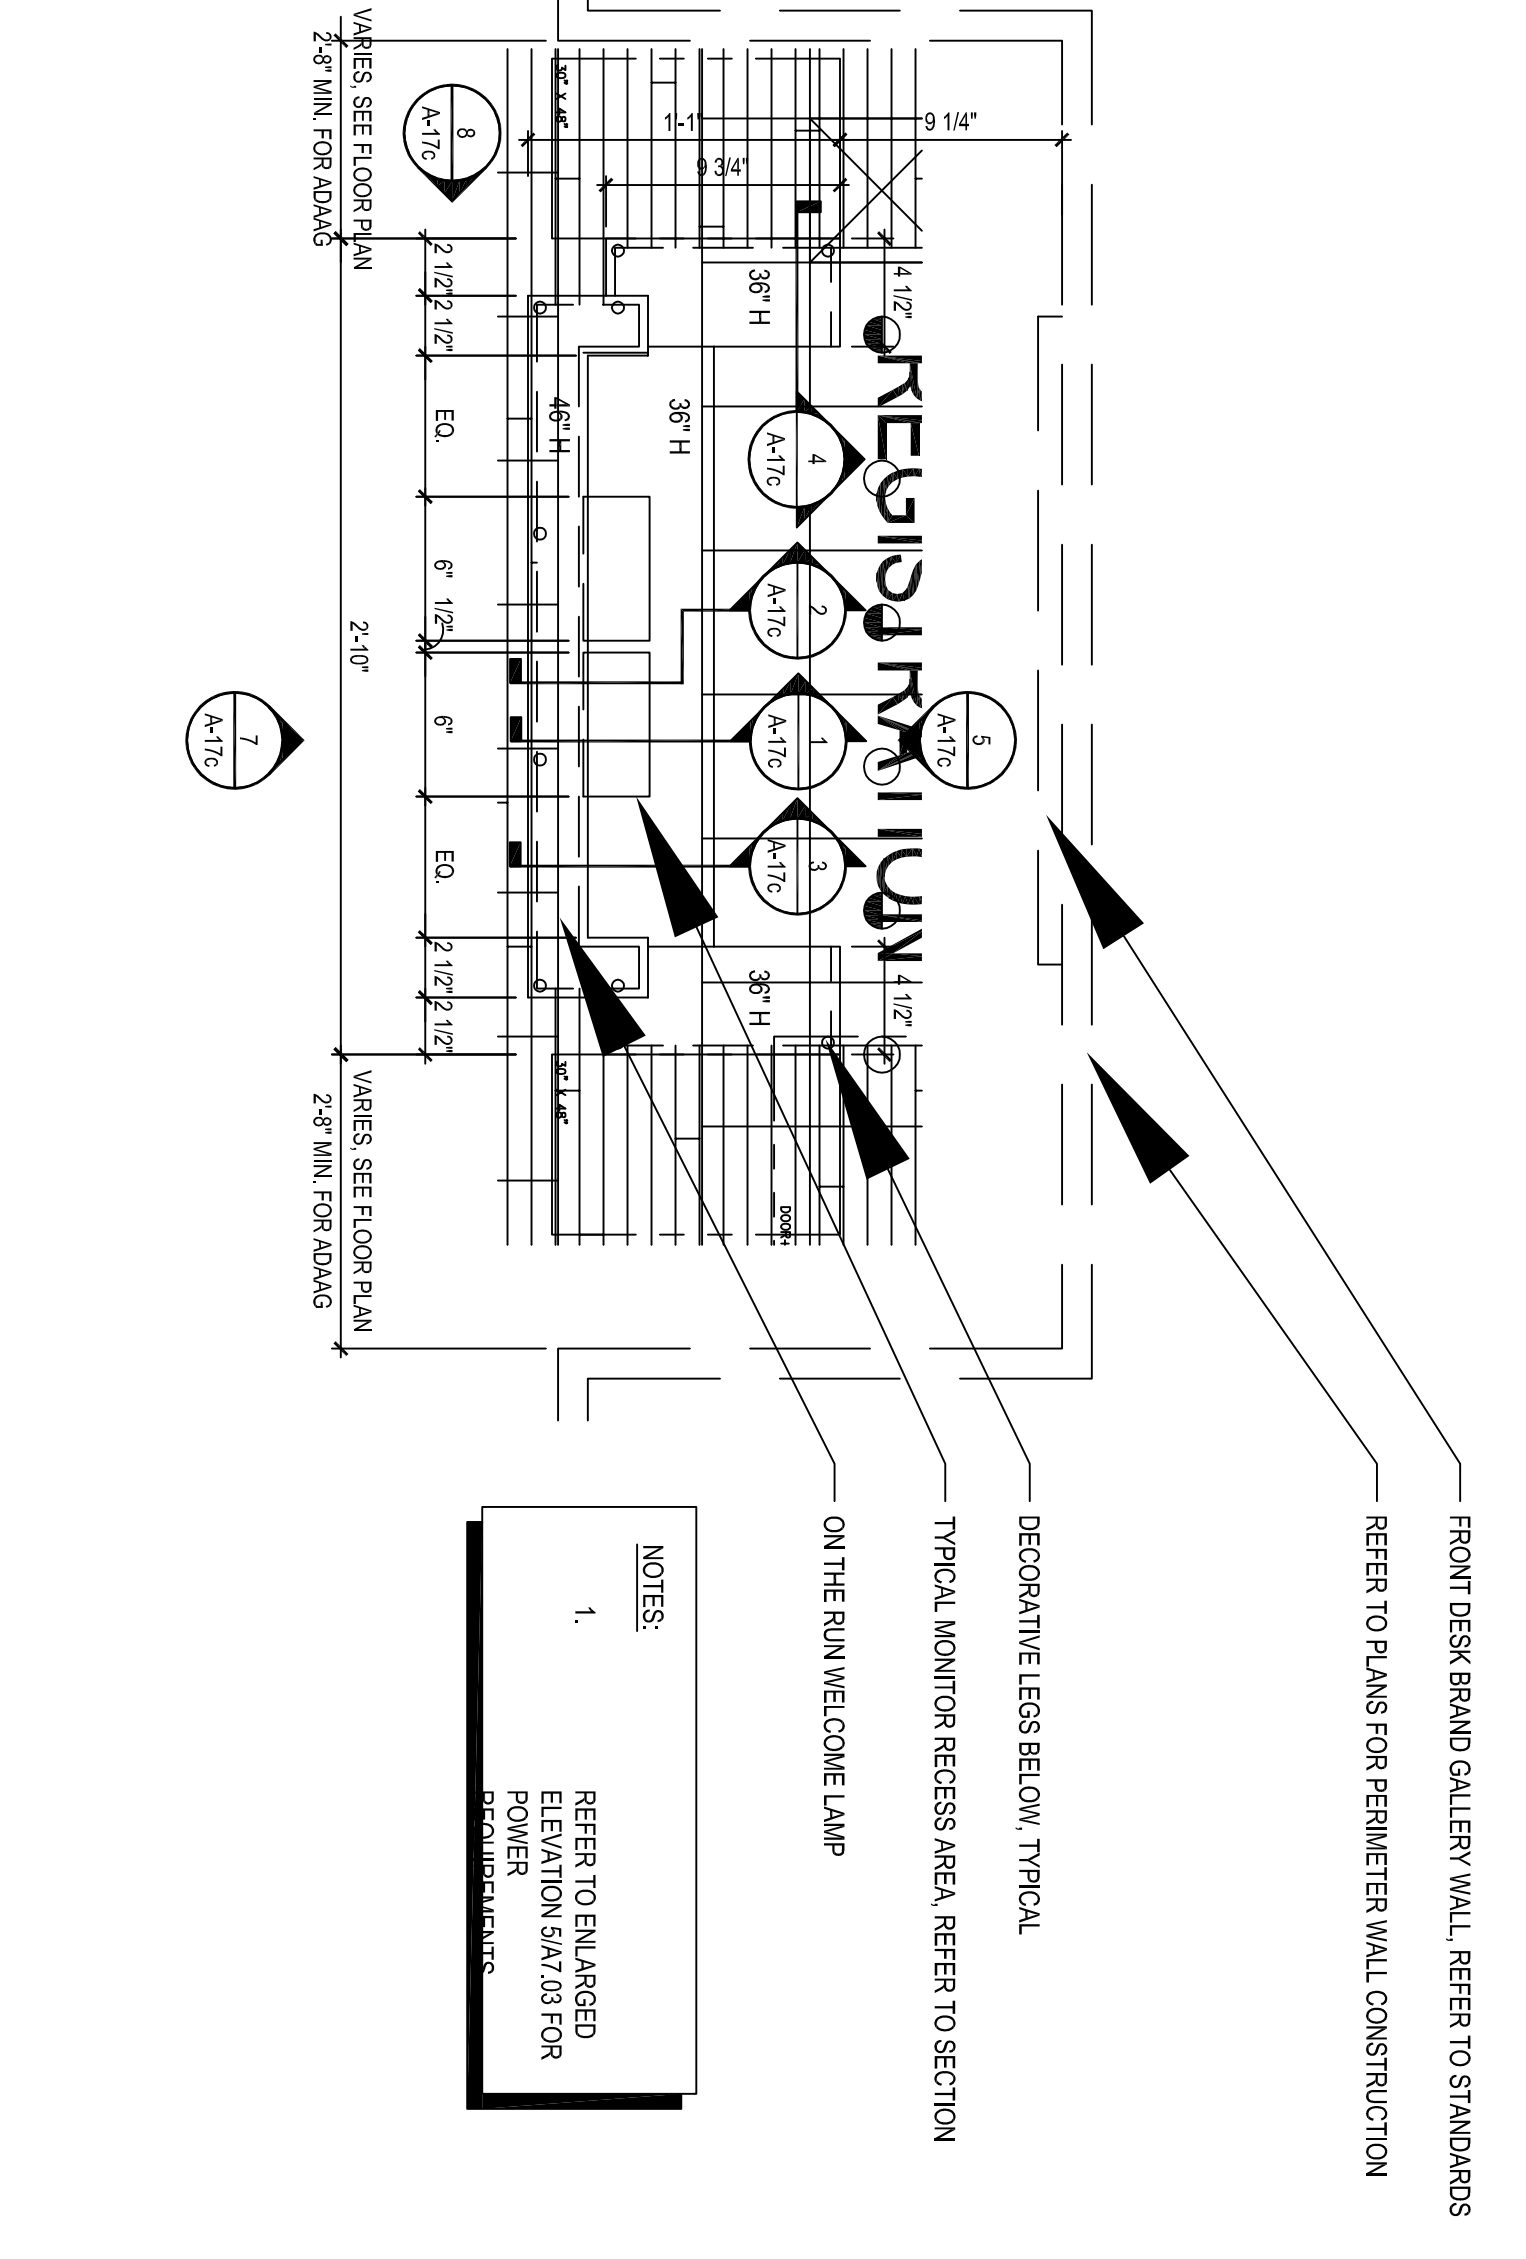 FRONT DESK BRAND GALLERY WALL, REFER TO STANDARDS
REFER TO PLANS FOR PERIMETER WALL CONSTRUCTION
DECORATIVE LEGS BELOW, TYPICAL
TYPICAL MONITOR RECESS AREA, REFER TO SECTION
ON THE RUN WELCOME LAMP
9 1/4"
1'-1"
9 3/4"
4 1/2"
4 1/2"
REGISTRATION
5
A-17c
4
A-17c
2
A-17c
1
A-17c
3
A-17c
36" H
36" H
36" H
46" H
30" X 48"
30" X 48"
DOOR+
8
A-17c
2 1/2"
2 1/2"
EQ.
6"
1/2"
6"
EQ.
2 1/2"
2 1/2"
VARIES, SEE FLOOR PLAN
2'-8" MIN. FOR ADAAG
2'-10"
VARIES, SEE FLOOR PLAN
2'-8" MIN. FOR ADAAG
7
A-17c
NOTES:
1. REFER TO ENLARGED
ELEVATION 5/A7.03 FOR
POWER
REQUIREMENTS